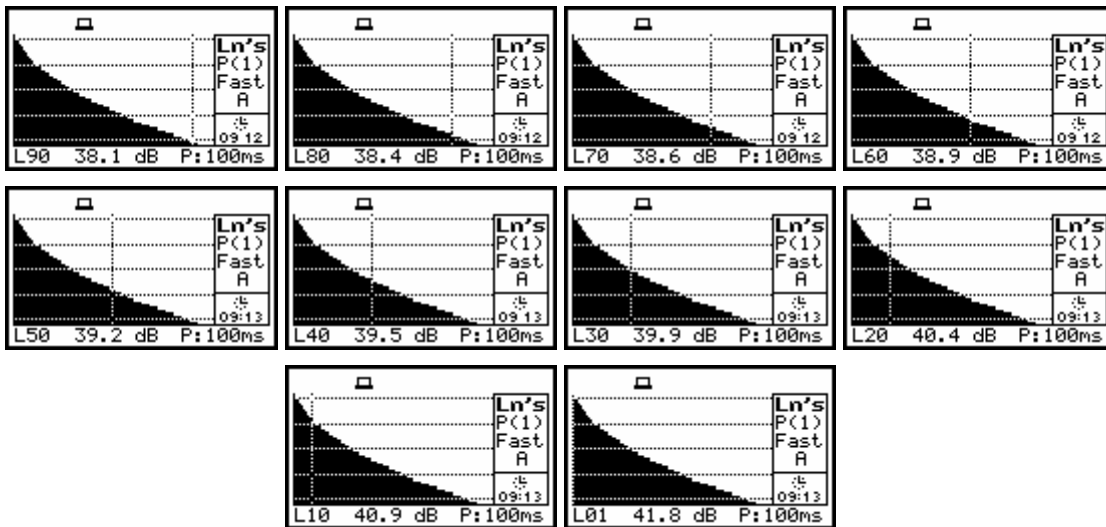 Ln's
P(1)
Fast
A
09 12
L90 38.1 dB P:100ms
Ln's
P(1)
Fast
A
09:12
L80 38.4 dB P:100ms
Ln's
P(1)
Fast
A
09 12
L70 38.6 dB P:100ms
Ln's
P(1)
Fast
A
09 12
L60 38.9 dB P:100ms
Ln's
P(1)
Fast
A
09:13
L50 39.2 dB P:100ms
Ln's
P(1)
Fast
A
09:13
L40 39.5 dB P:100ms
Ln's
P(1)
Fast
A
09:13
L30 39.9 dB P:100ms
Ln's
P(1)
Fast
A
09:13
L20 40.4 dB P:100ms
Ln's
P(1)
Fast
A
09:13
L10 40.9 dB P:100ms
Ln's
P(1)
Fast
A
09:13
L01 41.8 dB P:100ms